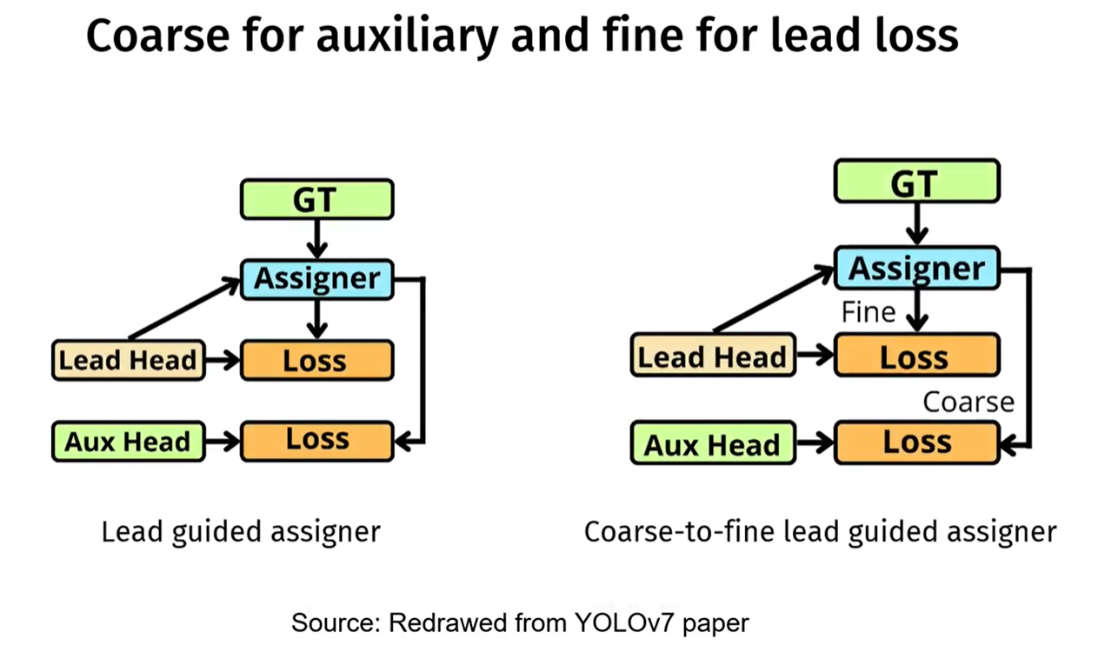 Coarse for auxiliary and fine for lead loss
GT
Assigner
Lead Head
Loss
Aux Head
Loss
Lead guided assigner
GT
Assigner
Fine
Lead Head
Loss
Coarse
Aux Head
Loss
Coarse-to-fine lead guided assigner
Source: Redrawed from YOLOv7 paper